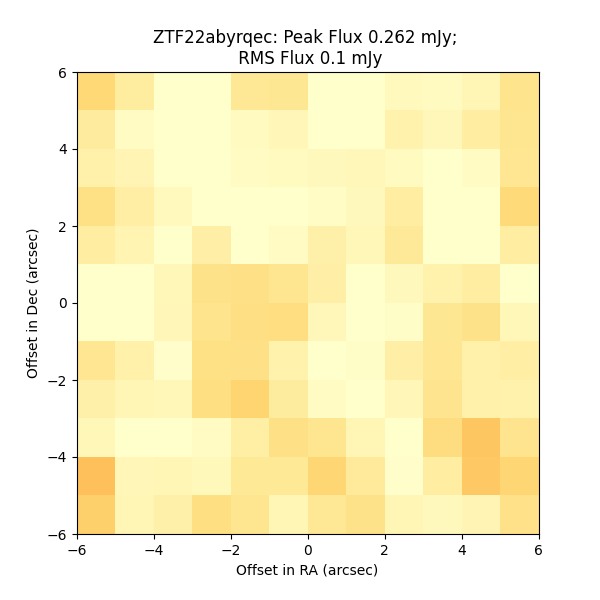 ZTF22abyrqec: Peak Flux 0.262 mJy;
RMS Flux 0.1 mJy
6
4
2
0
−2
−4
−6
Offset in Dec (arcsec)
−6 −4 −2 0 2 4 6
Offset in RA (arcsec)